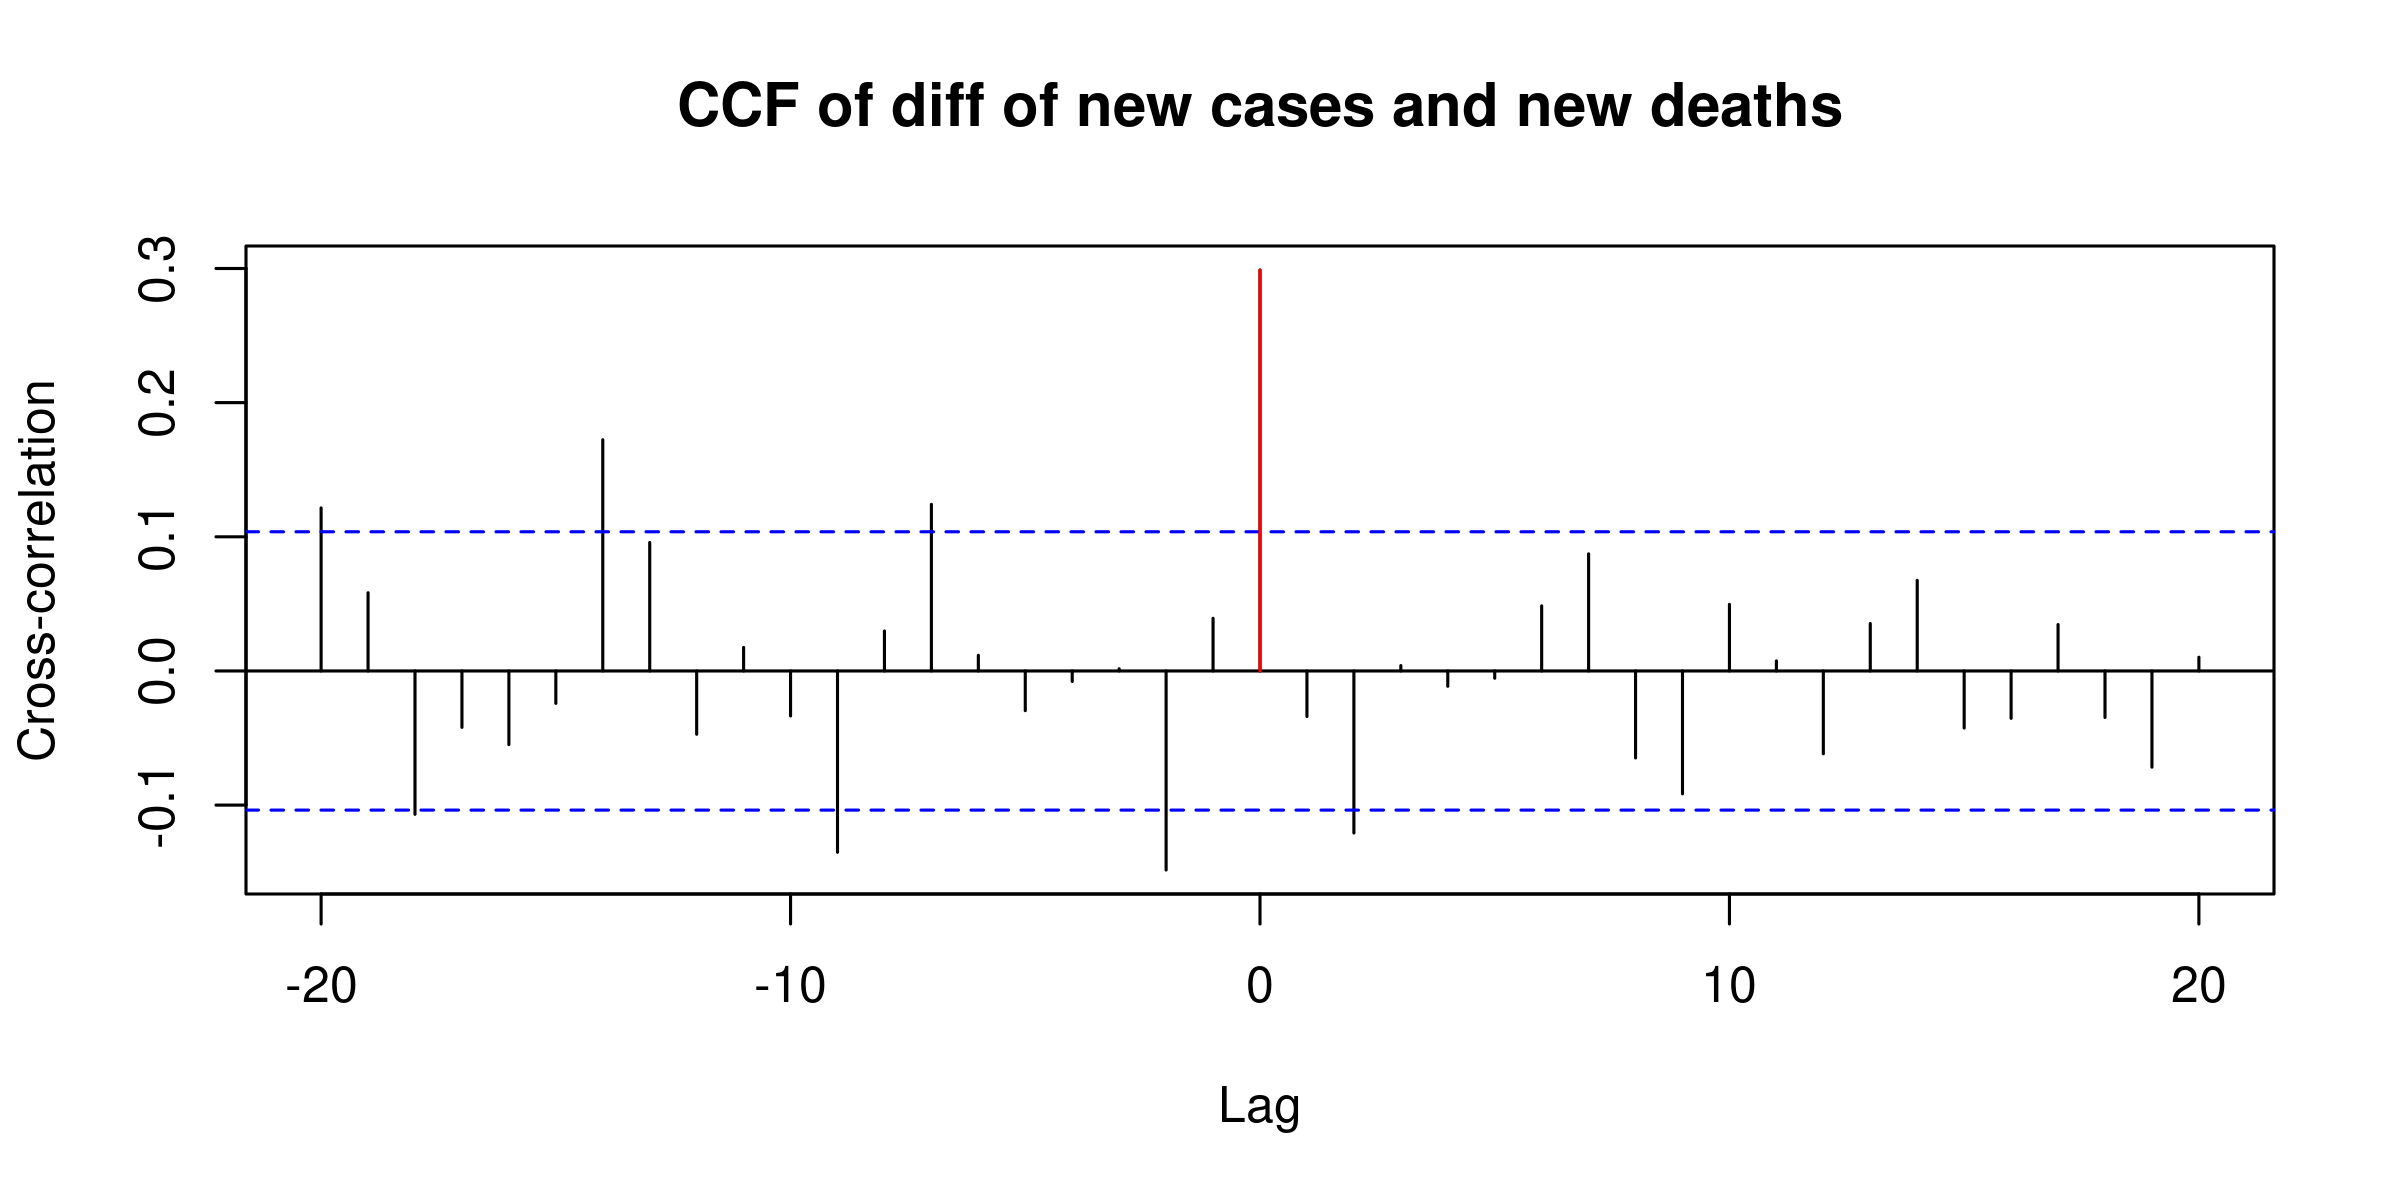 CCF of diff of new cases and new deaths
Cross-correlation
0.3
0.2
0.1
0.0
-0.1
-20 -10 0 10 20
Lag